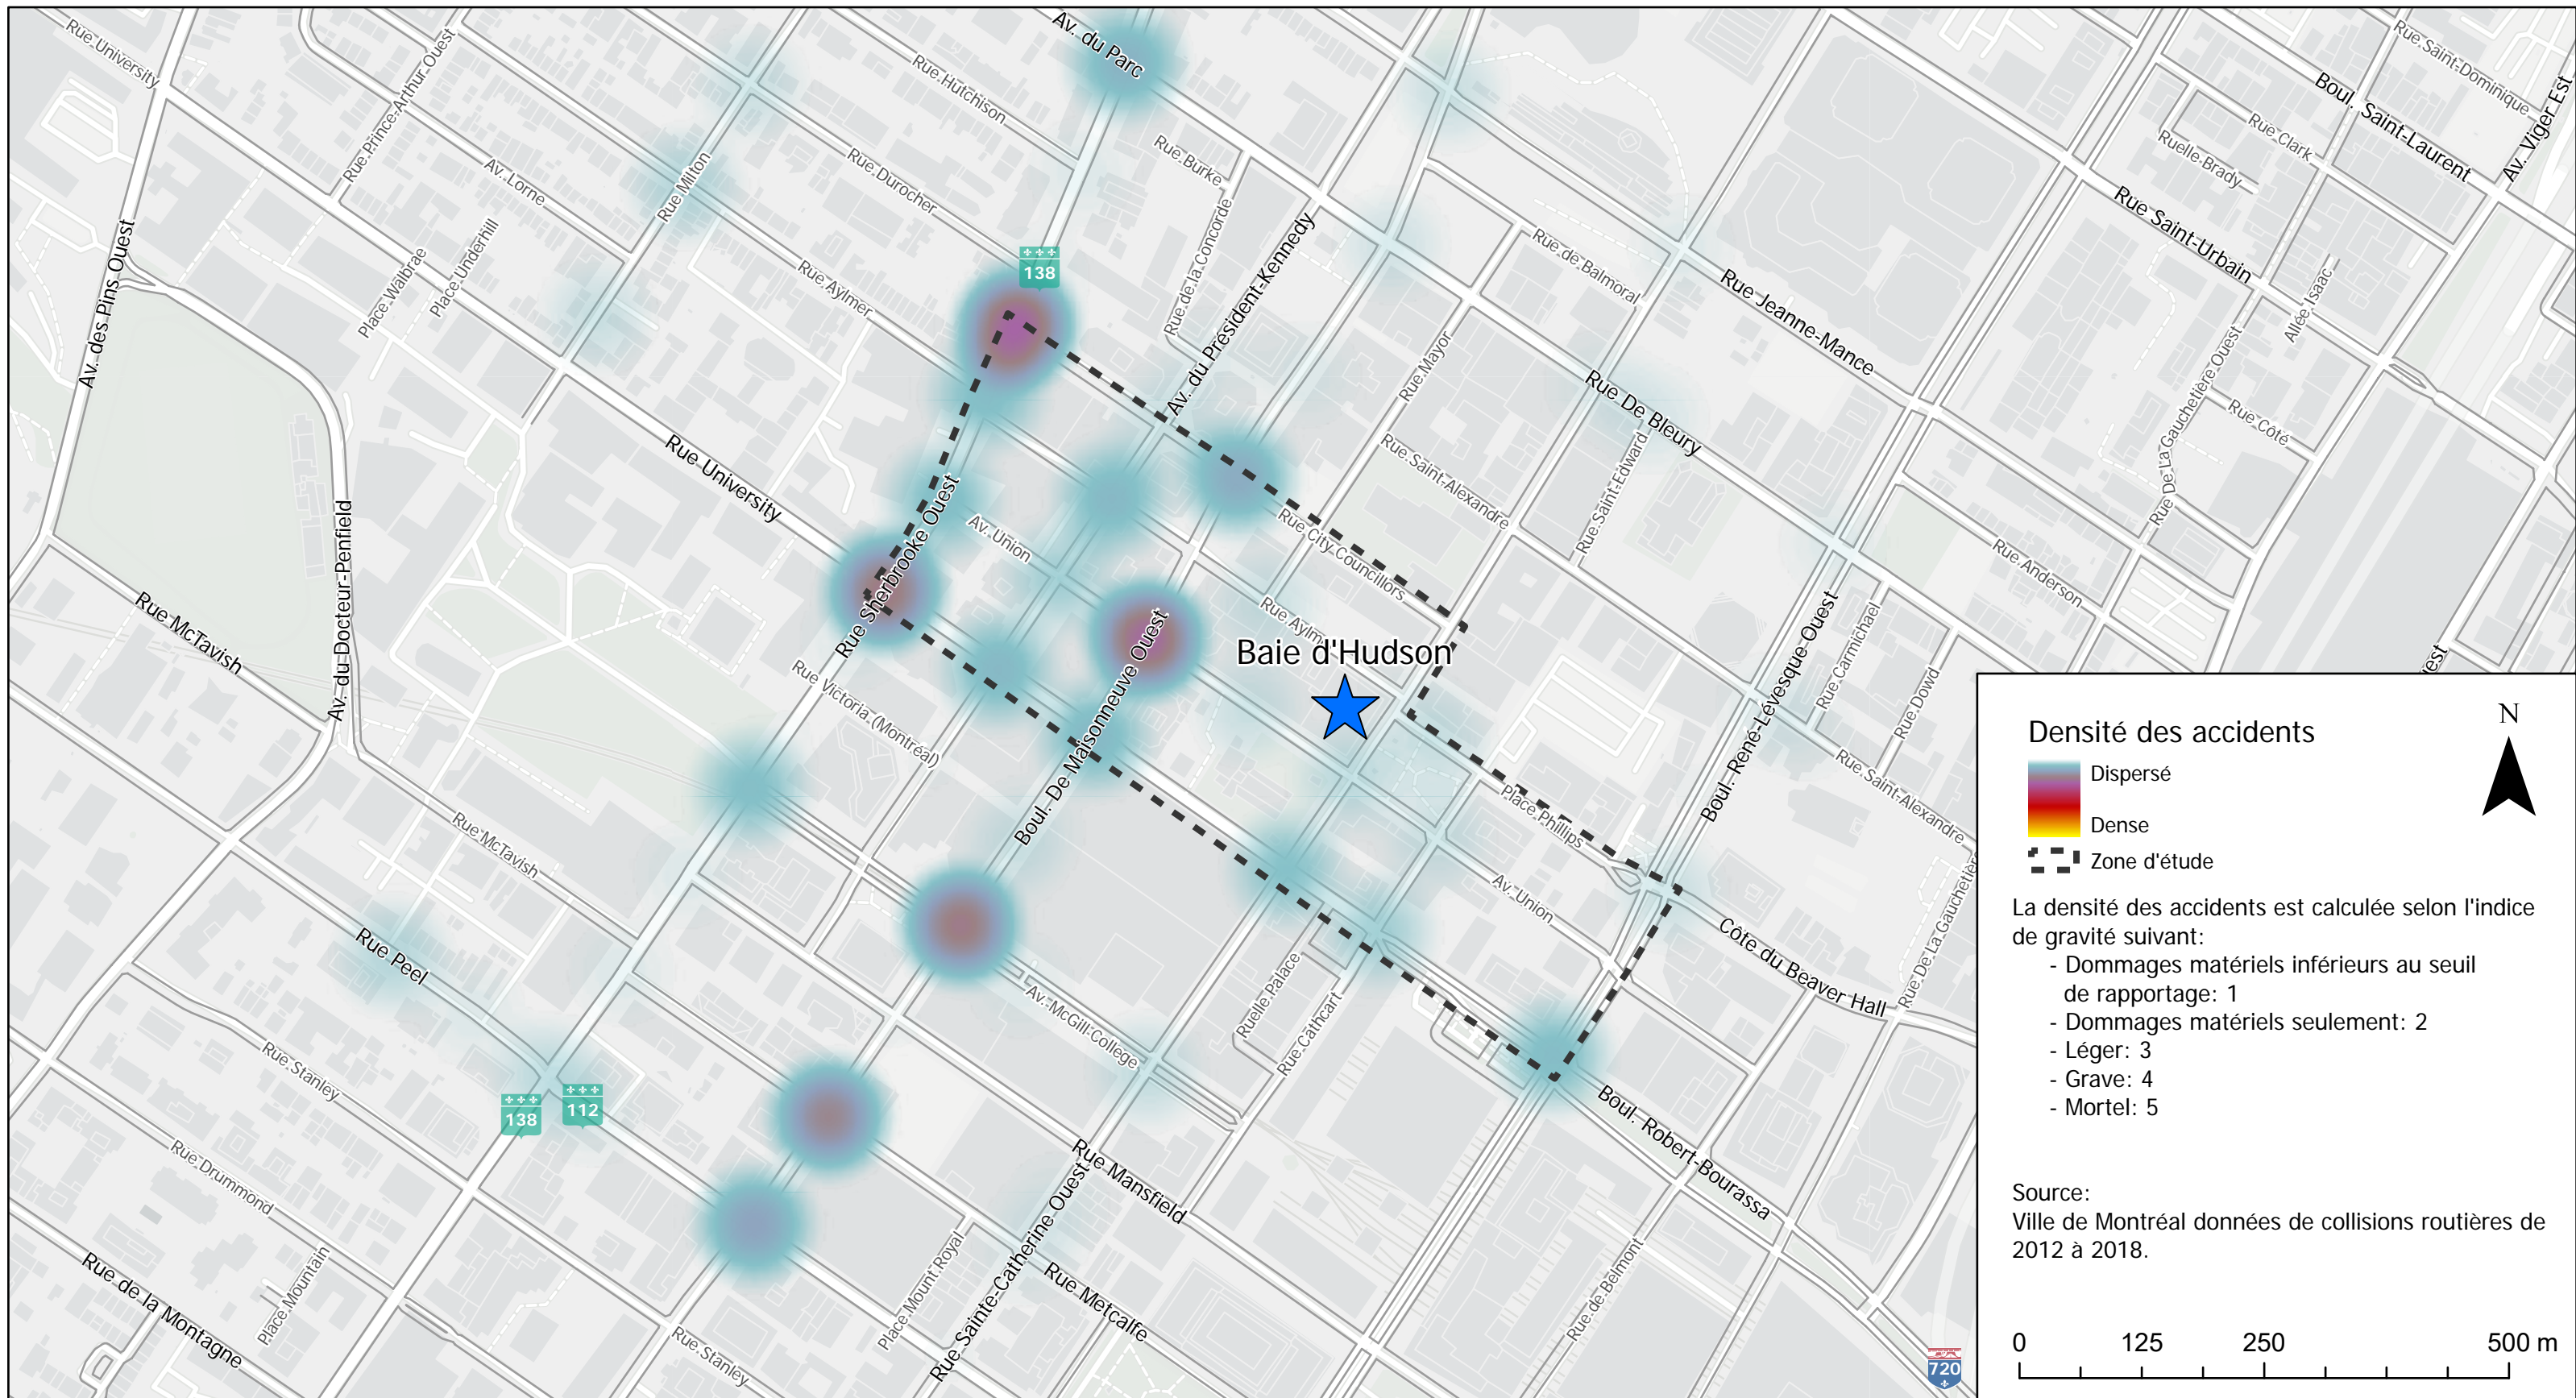 Rue University
Rue Prince-Arthur Ouest
Av. du Parc
Rue Hutchison
Rue Saint-Dominique
Boul. Saint-Laurent
Av. Viger Est
Rue Clark
Ruelle Brady
Rue Burke
Rue Durocher
Av. Lorne
Rue Milton
Rue Saint-Urbain
Av. des Pins Ouest
Place Walbrae
Place Underhill
Rue Aylmer
138
Rue de la Concorde
Av. du Président-Kennedy
Rue de Balmoral
Rue Jeanne-Mance
Allée Isaac
Rue De La Gauchetière Ouest
Rue Mayor
Rue De Bleury
Rue Côté
Rue University
Rue Saint-Alexandre
Rue Saint-Edward
Av. du Docteur-Penfield
Rue Sherbrooke Ouest
Av. Union
Rue City Councillors
Rue Anderson
Rue McTavish
Rue Aylm
Baie d'Hudson
Boul. René-Lévesque Ouest
Rue Carmichael
Rue Dowd
uest
Rue Victoria (Montréal)
Boul. De Maisonneuve Ouest
Rue Saint-Alexandre
Place Phillips
Rue McTavish
Av. Union
Côte du Beaver Hall
Rue De La Gauchetière
Rue Peel
Ruelle Palace
Rue Cathcart
Av. McGill College
Rue Stanley
138
112
Boul. Robert-Bourassa
Rue Drummond
Rue Mansfield
Place Mountain
Rue de la Montagne
Place Mount Royal
Rue Sainte-Catherine Ouest
Rue Metcalfe
Rue de Belmont
Rue Stanley
720
N
Densité des accidents
Dispersé
Dense
Zone d'étude
La densité des accidents est calculée selon l'indice
de gravité suivant:
- Dommages matériels inférieurs au seuil
de rapportage: 1
- Dommages matériels seulement: 2
- Léger: 3
- Grave: 4
- Mortel: 5
Source:
Ville de Montréal données de collisions routières de
2012 à 2018.
0 125 250 500 m